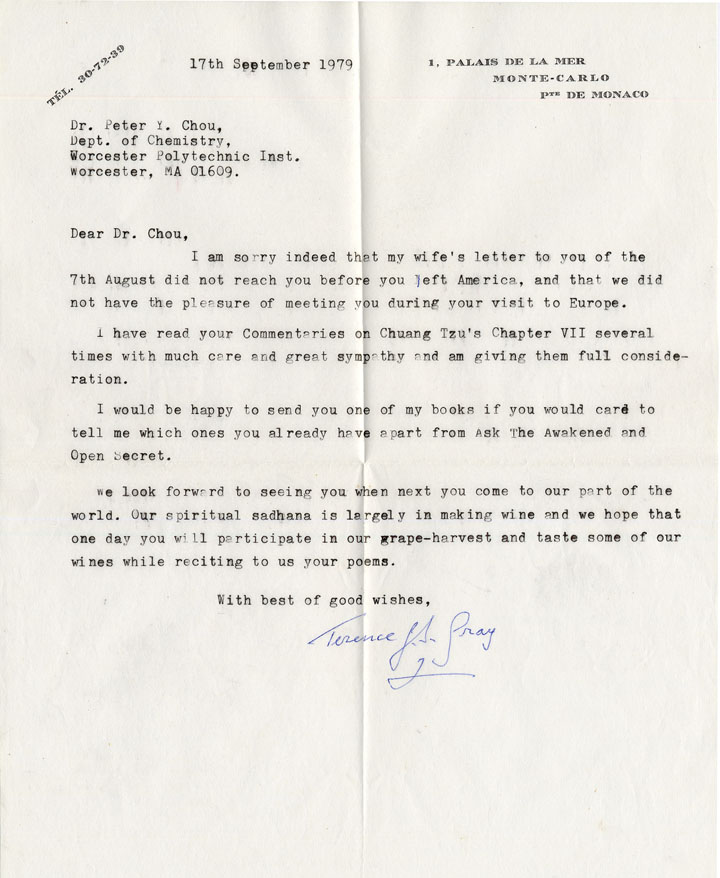 TÉL. 30-72-39
17th September 1979
1, PALAIS DE LA MER
MONTE-CARLO
PTE DE MONACO
Dr. Peter Y. Chou,
Dept. of Chemistry,
Worcester Polytechnic Inst.
Worcester, MA 01609.
Dear Dr. Chou,
I am sorry indeed that my wife's letter to you of the
7th August did not reach you before you left America, and that we did
not have the pleasure of meeting you during your visit to Europe.
I have read your Commentaries on Chuang Tzu's Chapter VII several
times with much care and great sympathy and am giving them full conside-
ration.
I would be happy to send you one of my books if you would care to
tell me which ones you already have apart from Ask The Awakened and
Open Secret.
We look forward to seeing you when next you come to our part of the
world. Our spiritual sadhana is largely in making wine and we hope that
one day you will participate in our grape-harvest and taste some of our
wines while reciting to us your poems.
With best of good wishes,
Terence J.S. Gray